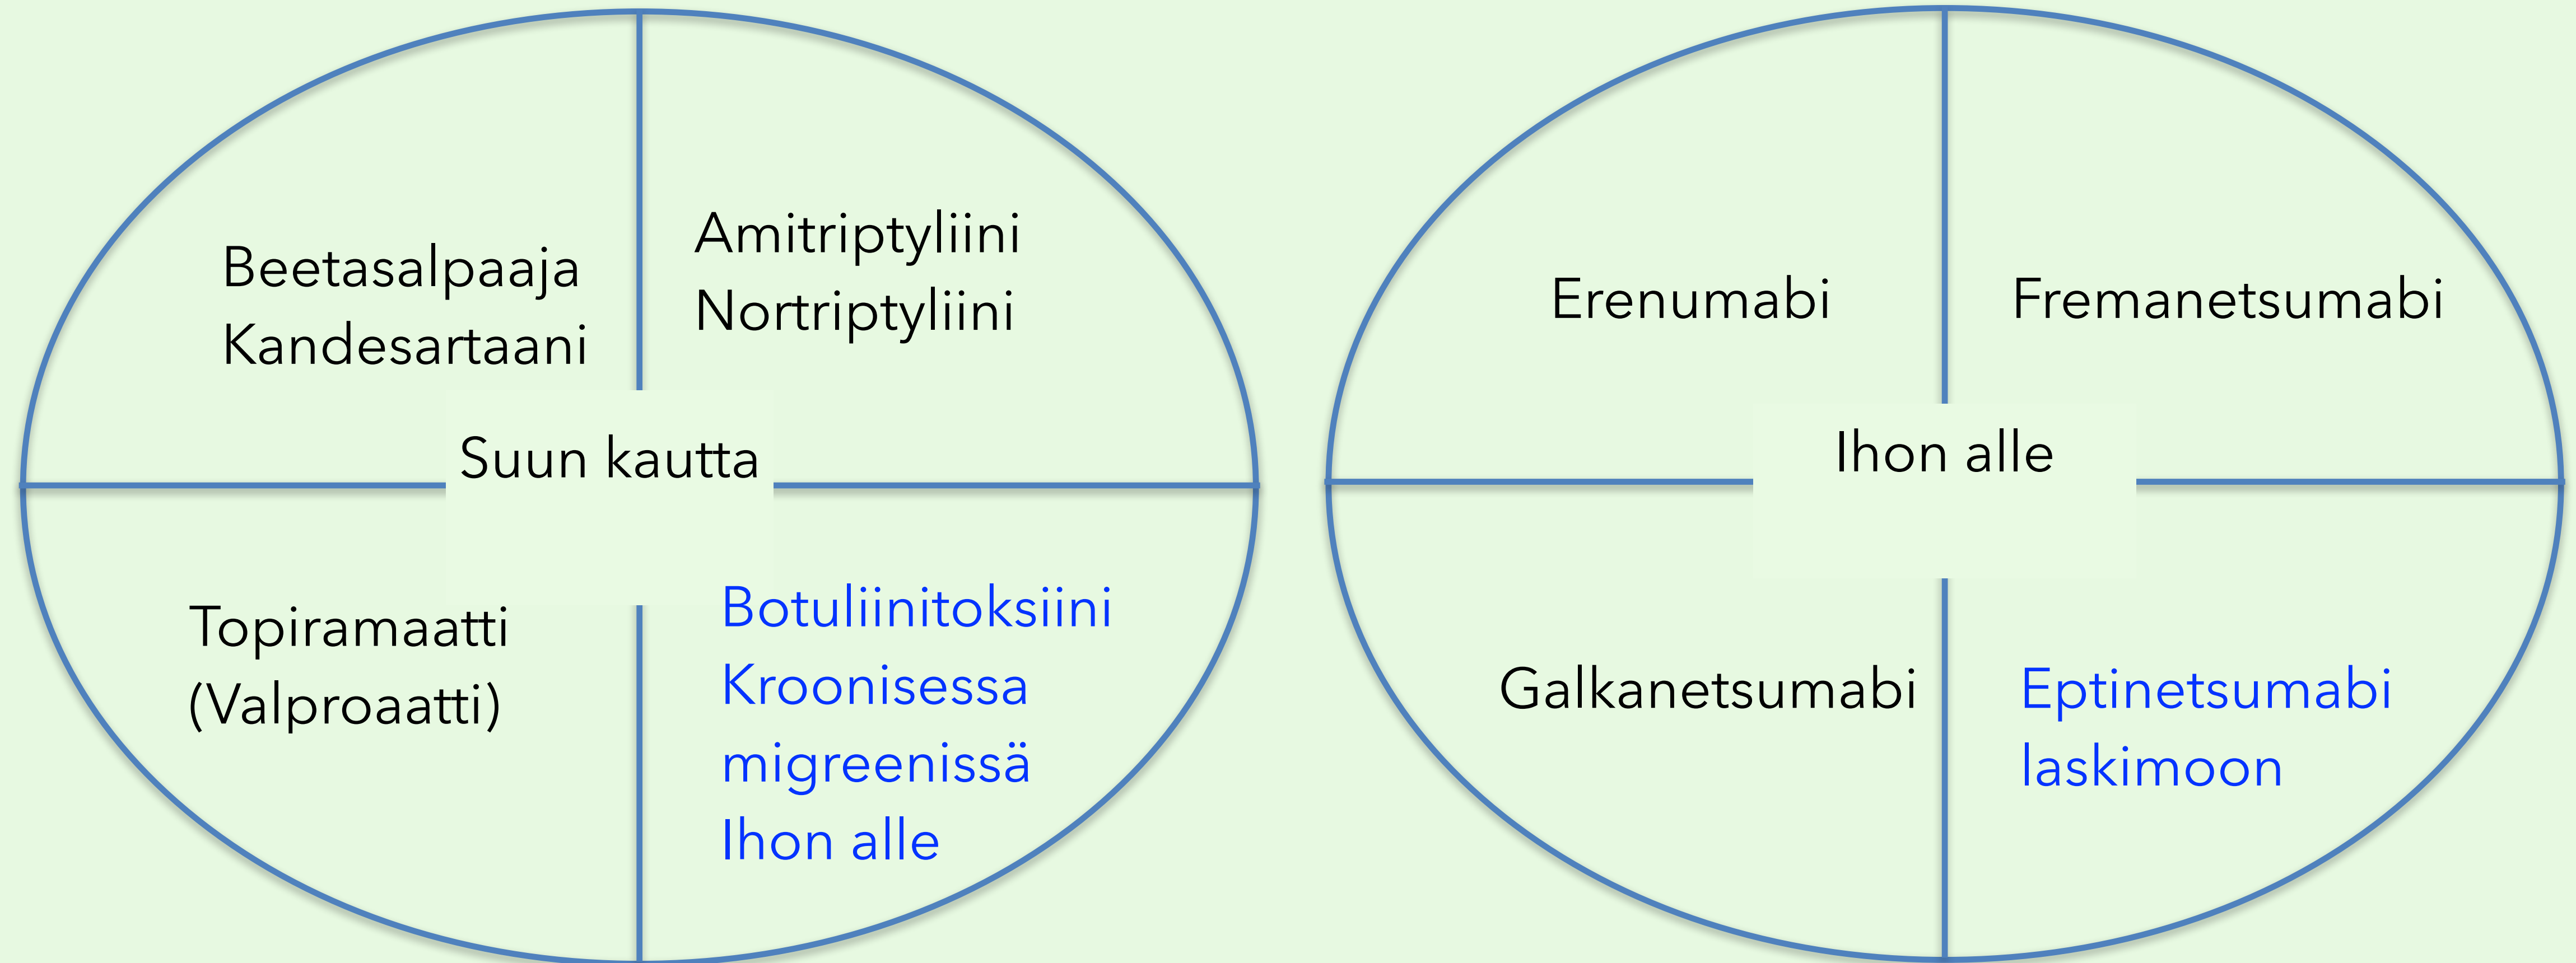 Beetasalpaaja
Kandesartaani
Amitriptyliini
Nortriptyliini
Suun kautta
Topiramaatti
(Valproaatti)
Botuliinitoksiini
Kroonisessa
migreenissä
Ihon alle
Erenumabi
Fremanetsumabi
Ihon alle
Galkanetsumabi
Eptinetsumabi
laskimoon